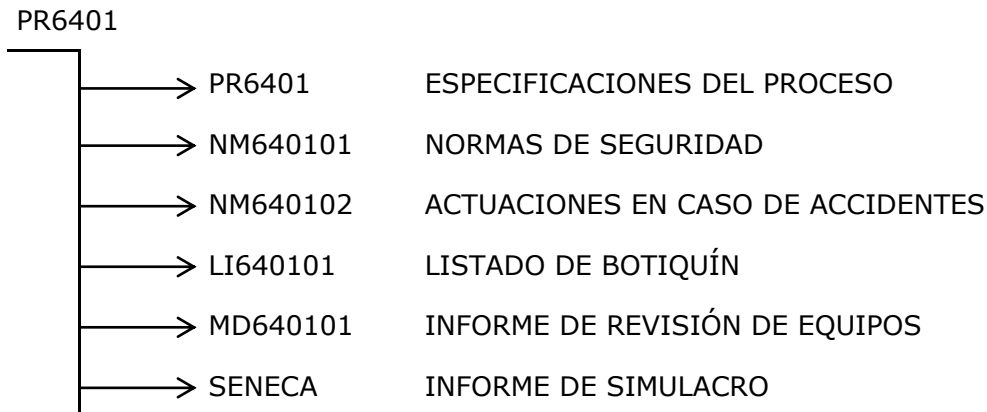 PR6401
PR6401 ESPECIFICACIONES DEL PROCESO
NM640101 NORMAS DE SEGURIDAD
NM640102 ACTUACIONES EN CASO DE ACCIDENTES
LI640101 LISTADO DE BOTIQUÍN
MD640101 INFORME DE REVISIÓN DE EQUIPOS
SENECA INFORME DE SIMULACRO